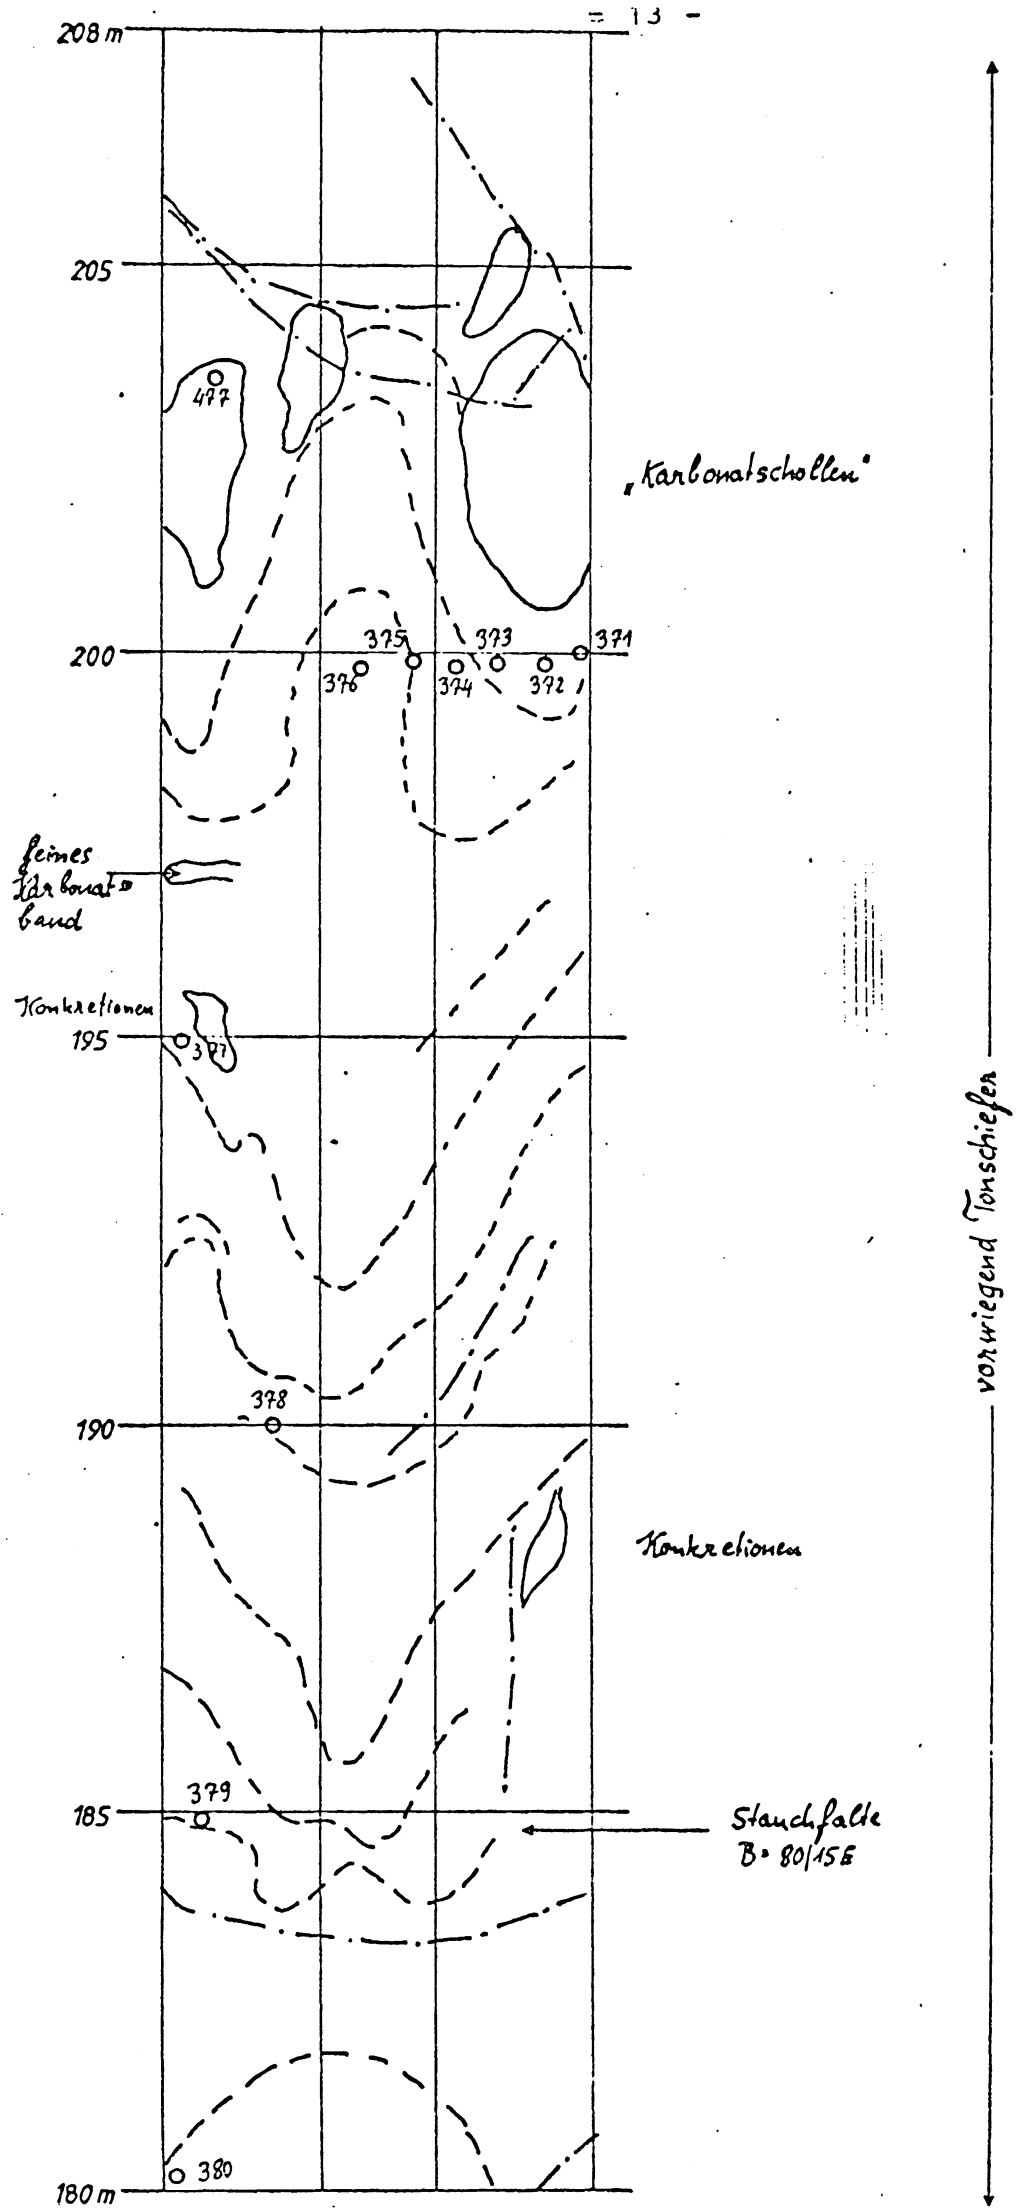 - 13 -
208 m
205
477
„Karbonatschollen"
375
373
371
200
376
374
372
feines
Karbonat=
band
Konkretionen
195
377
vorwiegend Tonschiefer
378
190
Konkretionen
379
185
Stauchfalte
B= 80/15E
380
180 m